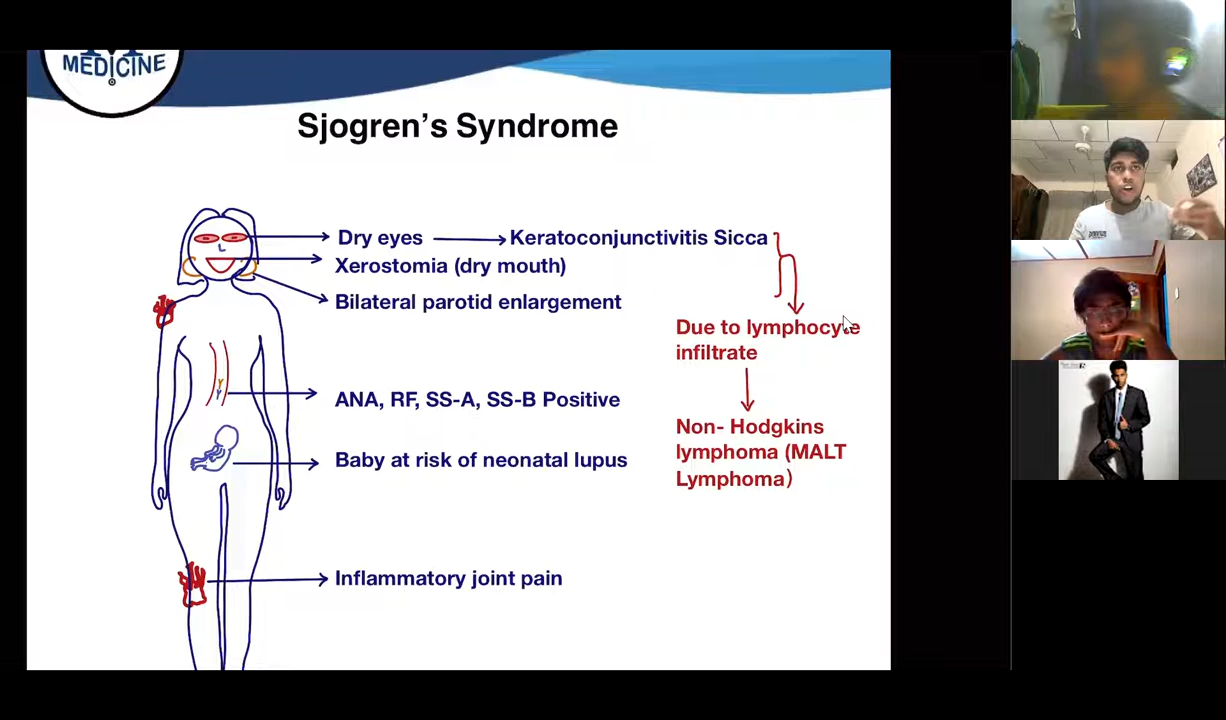 MEDICINE
Sjogren's Syndrome
Dry eyes
Keratoconjunctivitis Sicca
Xerostomia (dry mouth)
Bilateral parotid enlargement
Due to lymphocyte
infiltrate
ANA, RF, SS-A, SS-B Positive
Non- Hodgkins
lymphoma (MALT
Lymphoma)
Baby at risk of neonatal lupus
Inflammatory joint pain